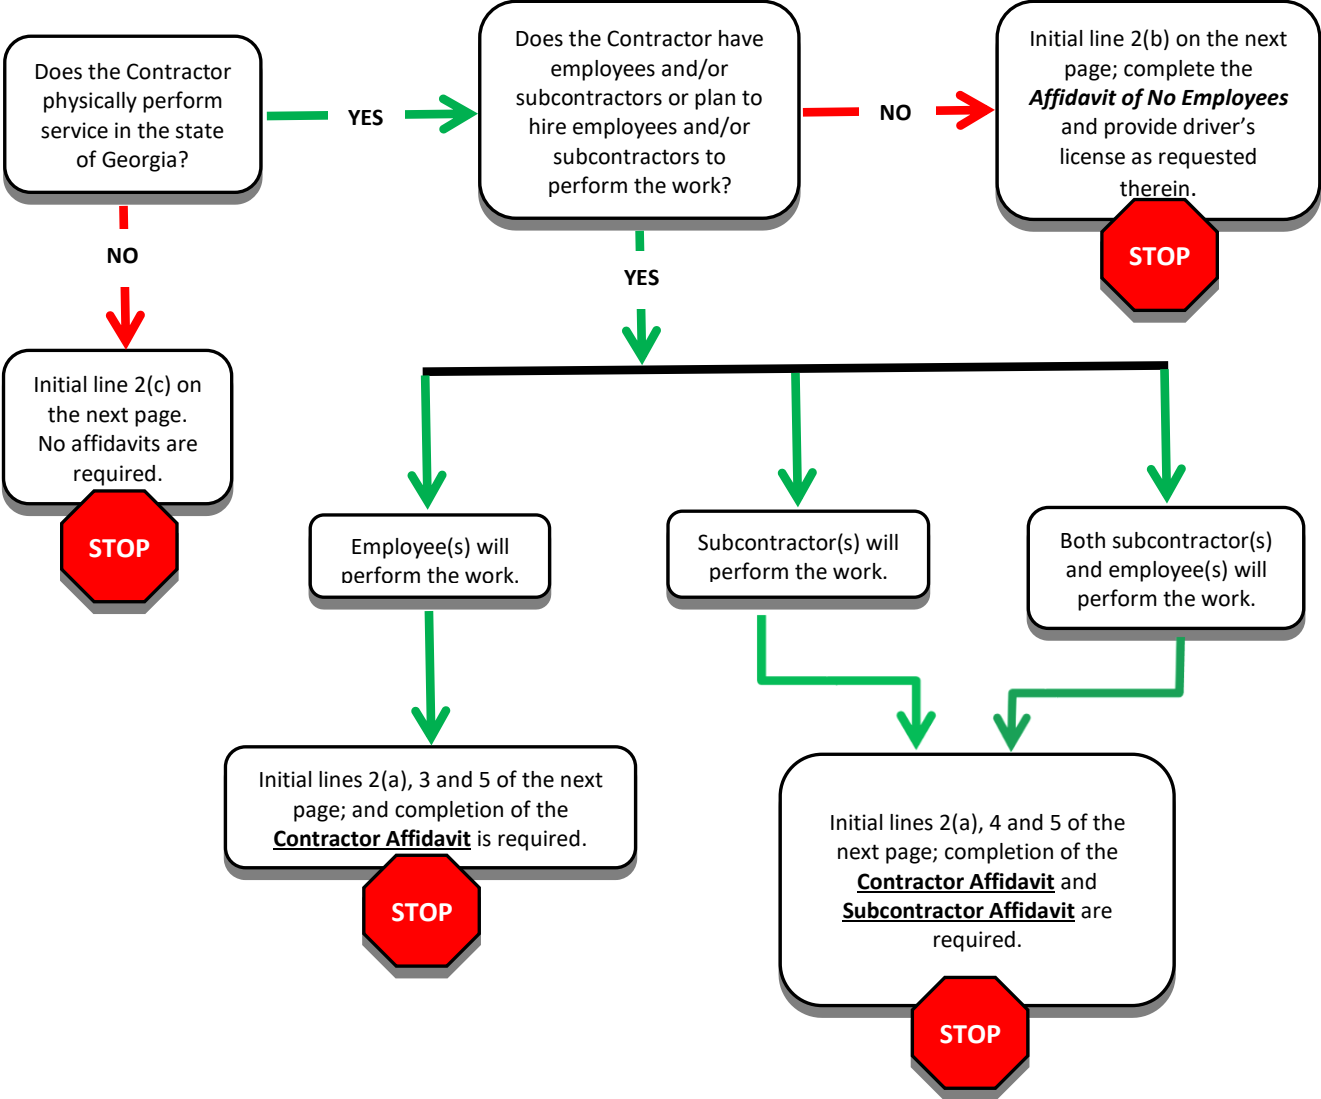 Does the Contractor
physically perform
service in the state
of Georgia?
YES
Does the Contractor have
employees and/or
subcontractors or plan to
hire employees and/or
subcontractors to
perform the work?
NO
Initial line 2(b) on the next
page; complete the
Affidavit of No Employees
and provide driver’s
license as requested
therein.
STOP
NO
YES
Initial line 2(c) on
the next page.
No affidavits are
required.
STOP
Employee(s) will
perform the work.
Subcontractor(s) will
perform the work.
Both subcontractor(s)
and employee(s) will
perform the work.
Initial lines 2(a), 3 and 5 of the next
page; and completion of the
Contractor Affidavit is required.
STOP
Initial lines 2(a), 4 and 5 of the
next page; completion of the
Contractor Affidavit and
Subcontractor Affidavit are
required.
STOP